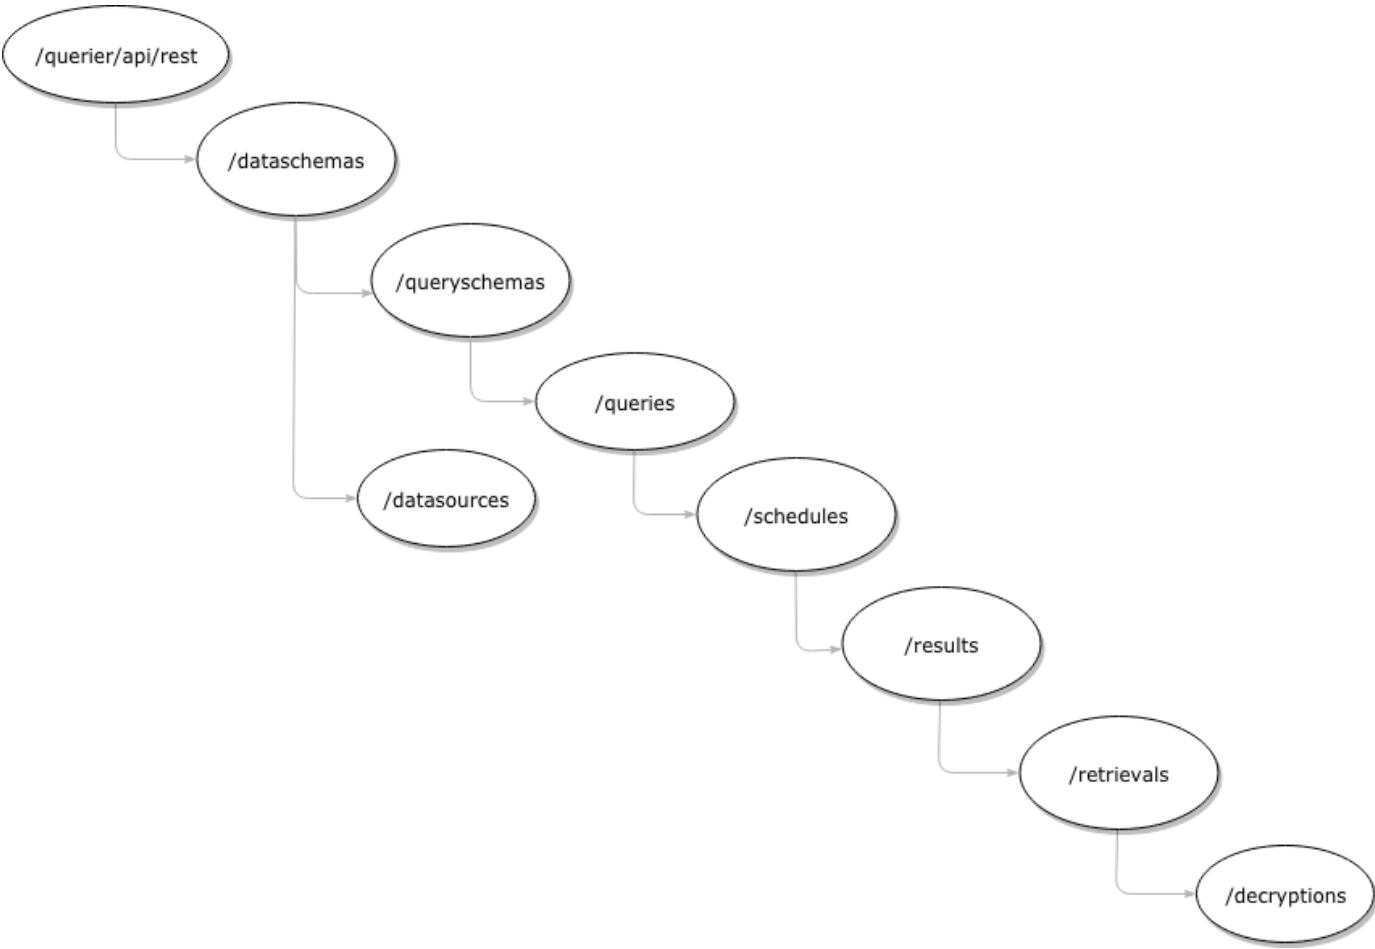 /querier/api/rest
/dataschemas
/queryschemas
/queries
/datasources
/schedules
/results
/retrievals
/decryptions